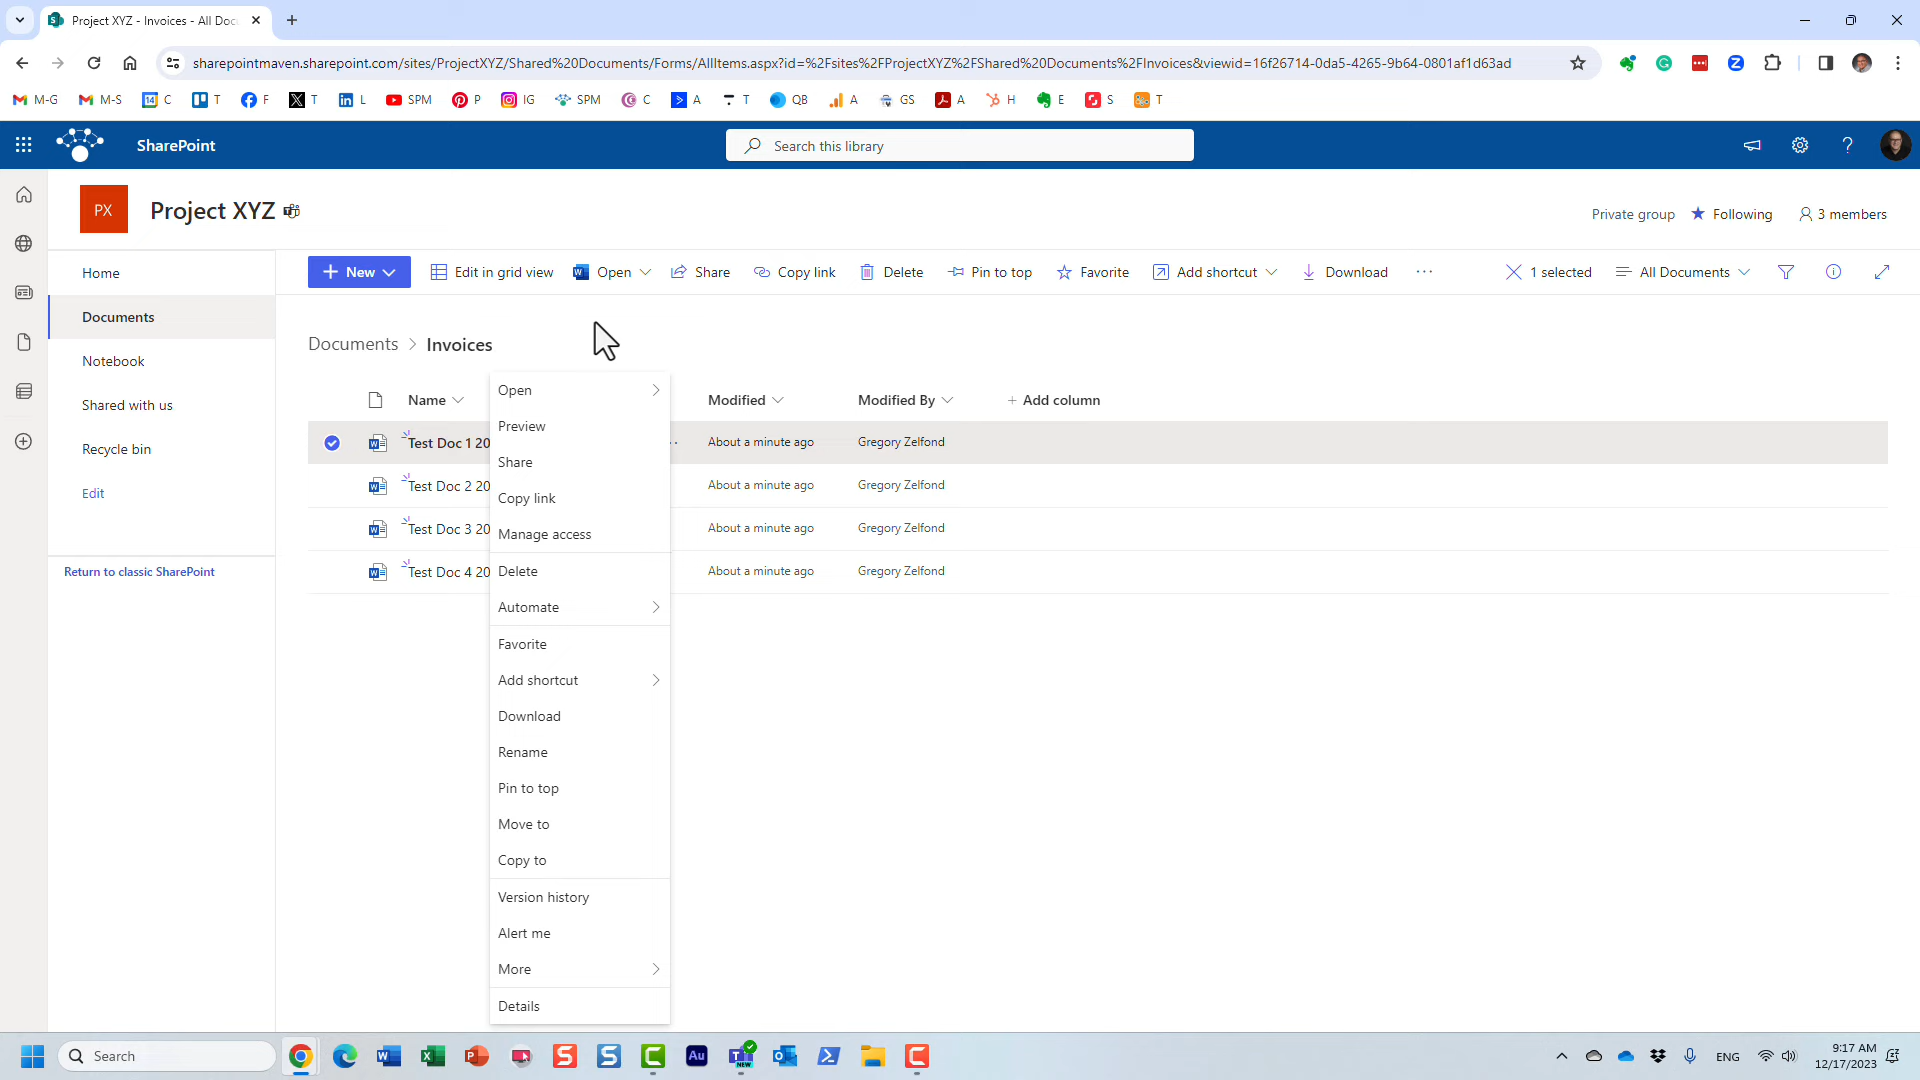 Project XYZ - Invoices - All Doc
sharepointmaven.sharepoint.com/sites/ProjectXYZ/Shared%20Documents/Forms/AllItems.aspx?id=%2Fsites%2FProjectXYZ%2FShared%20Documents%2FInvoices&viewid=16f26714-0da5-4265-9b64-0801af1d63ad
M-G M-S C T F T L SPM P IG SPM C A T QB A GS A H E S T
SharePoint
Search this library
PX
Project XYZ
Private group
Following
3 members
Home
Documents
Notebook
Shared with us
Recycle bin
Edit
Return to classic SharePoint
New
Edit in grid view
Open
Share
Copy link
Delete
Pin to top
Favorite
Add shortcut
Download
1 selected
All Documents
Documents > Invoices
Name
Modified
Modified By
+ Add column
Test Doc 1 20
About a minute ago
Gregory Zelfond
Test Doc 2 20
About a minute ago
Gregory Zelfond
Test Doc 3 20
About a minute ago
Gregory Zelfond
Test Doc 4 20
About a minute ago
Gregory Zelfond
Open
Preview
Share
Copy link
Manage access
Delete
Automate
Favorite
Add shortcut
Download
Rename
Pin to top
Move to
Copy to
Version history
Alert me
More
Details
Search
ENG
9:17 AM
12/17/2023